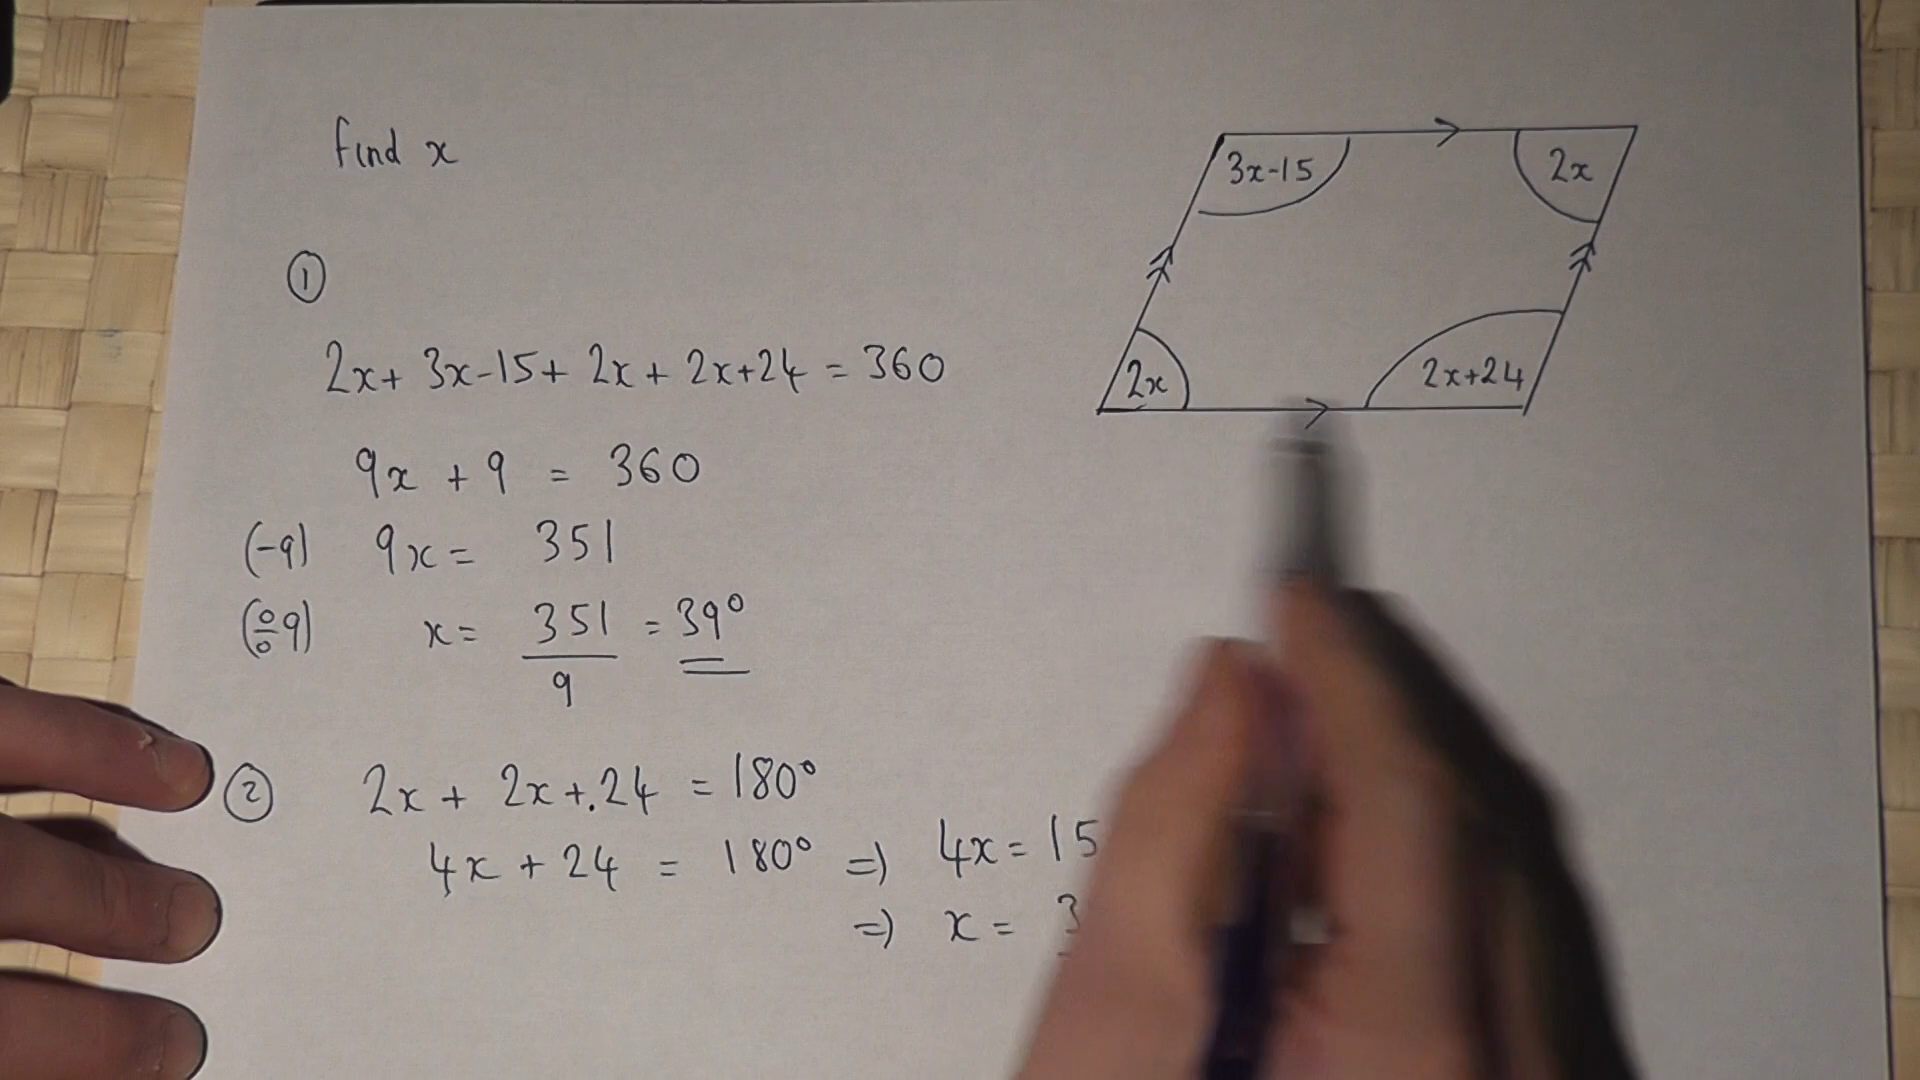 Find x
3x-15
2x
2x
2x+24
①
2x+ 3x-15+ 2x + 2x+24 = 360
9x + 9 = 360
(-9) 9x = 351
(÷9) x = 351/9 = 39°
② 2x + 2x+.24 = 180°
4x + 24 = 180° => 4x = 15
=> x = 3